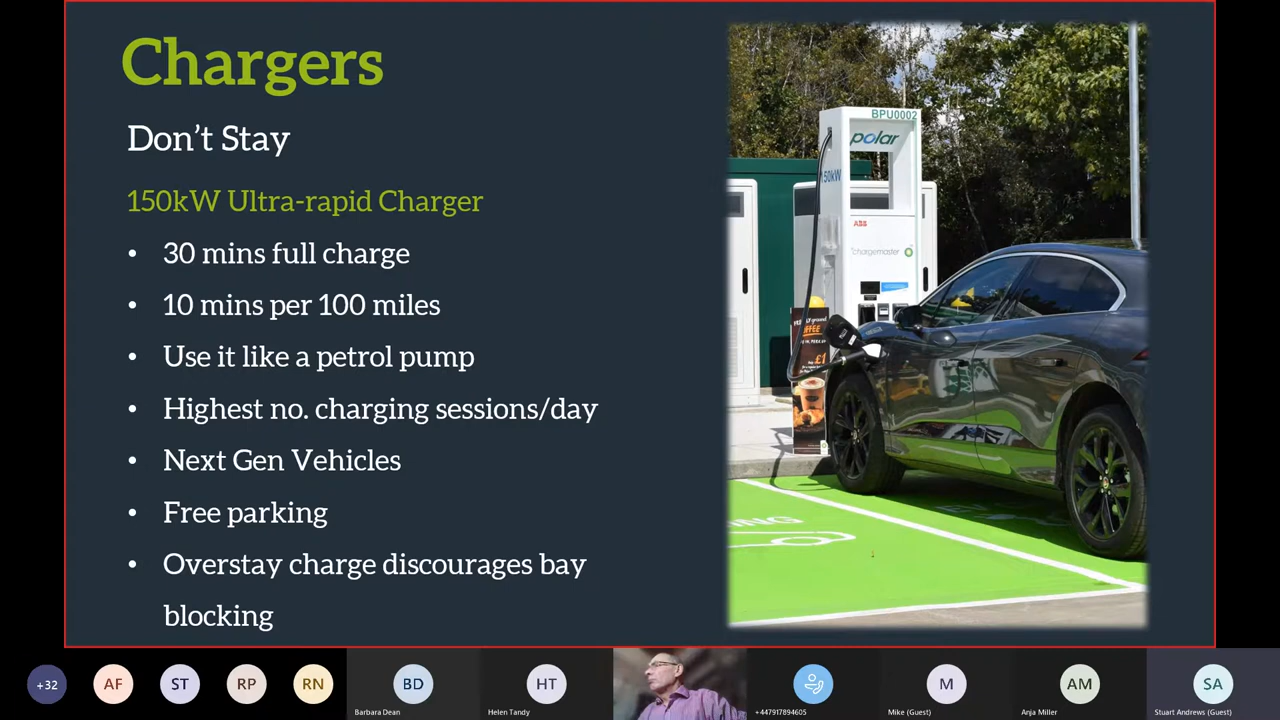 Chargers
Don't Stay
150kW Ultra-rapid Charger
• 30 mins full charge
• 10 mins per 100 miles
• Use it like a petrol pump
• Highest no. charging sessions/day
• Next Gen Vehicles
• Free parking
• Overstay charge discourages bay
blocking
BPU0002
polar
150kW
ABB
chargemaster
£1
+32
AF
ST
RP
RN
BD
HT
M
AM
SA
Barbara Dean
Helen Tandy
+447917894605
Mike (Guest)
Anja Miller
Stuart Andrews (Guest)